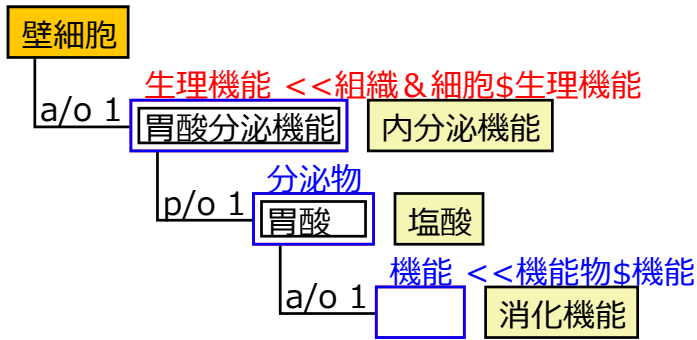 壁細胞
生理機能 <<組織＆細胞$生理機能
a/o 1 胃酸分泌機能 内分泌機能
分泌物
p/o 1 胃酸 塩酸
機能 <<機能物$機能
a/o 1 消化機能